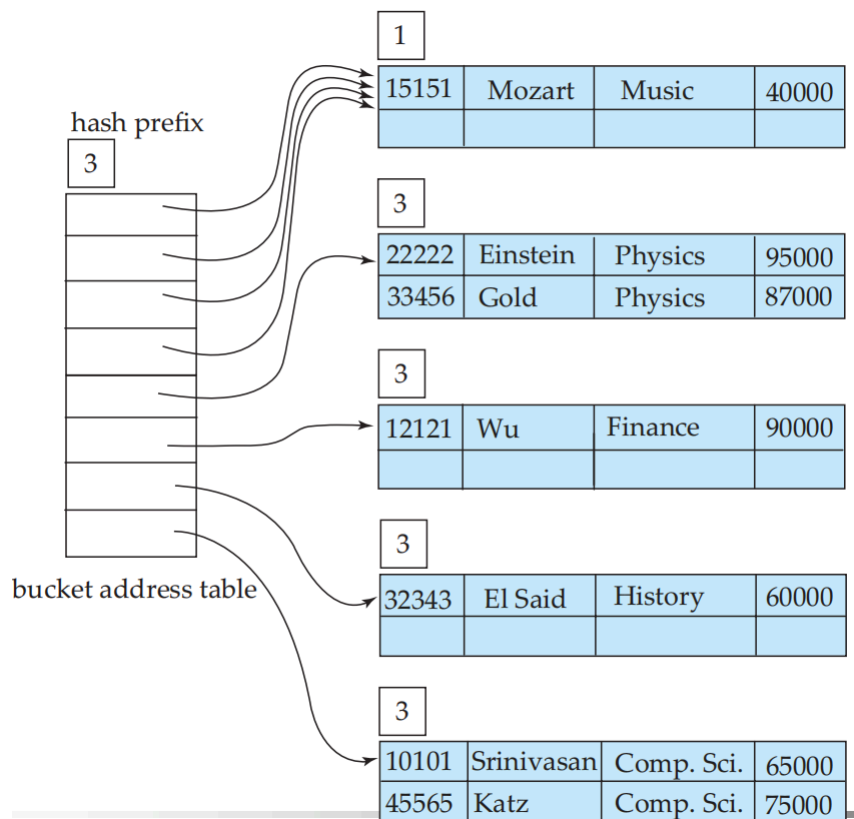 1
15151 Mozart Music 40000
hash prefix
3
3
22222 Einstein Physics 95000
33456 Gold Physics 87000
3
12121 Wu Finance 90000
3
bucket address table
32343 El Said History 60000
3
10101 Srinivasan Comp. Sci. 65000
45565 Katz Comp. Sci. 75000